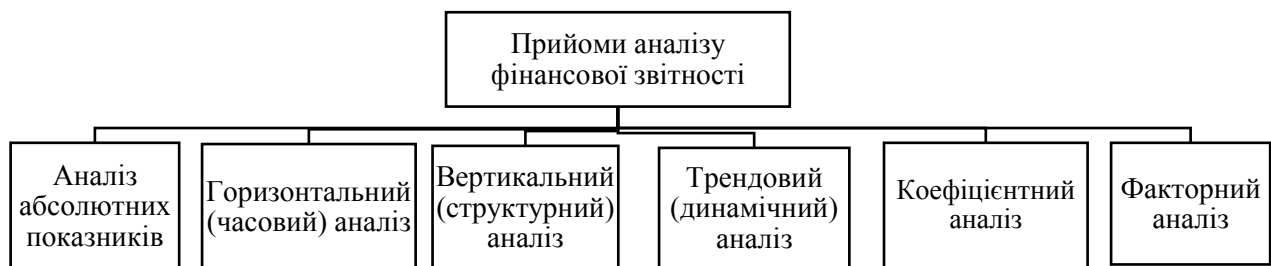 Прийоми аналізу
фінансової звітності
Аналіз
абсолютних
показників
Горизонтальний
(часовий) аналіз
Вертикальний
(структурний)
аналіз
Трендовий
(динамічний)
аналіз
Коефіцієнтний
аналіз
Факторний
аналіз